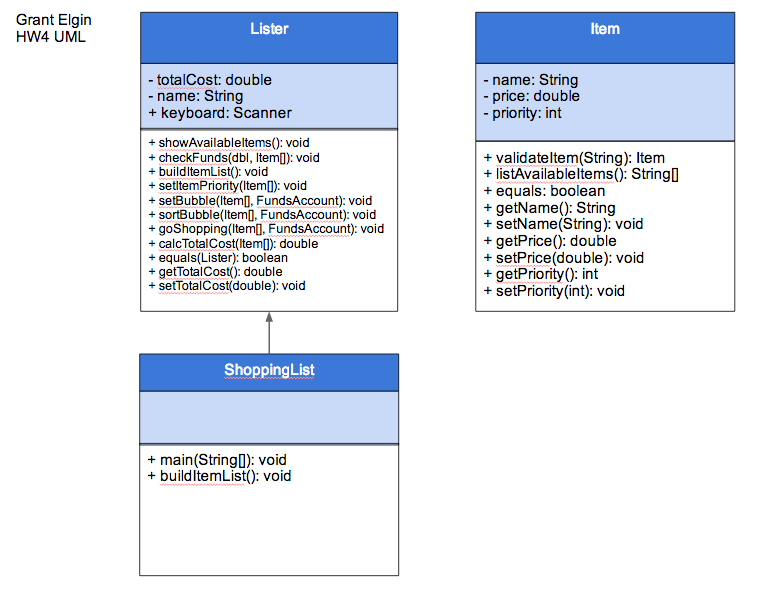 Grant Elgin
HW4 UML
Lister
- totalCost: double
- name: String
+ keyboard: Scanner
+ showAvailableItems(): void
+ checkFunds(dbl, Item[]): void
+ buildItemList(): void
+ setItemPriority(Item[]): void
+ setBubble(Item[], FundsAccount): void
+ sortBubble(Item[], FundsAccount): void
+ goShopping(Item[], FundsAccount): void
+ calcTotalCost(Item[]): double
+ equals(Lister): boolean
+ getTotalCost(): double
+ setTotalCost(double): void
Item
- name: String
- price: double
- priority: int
+ validateItem(String): Item
+ listAvailableItems(): String[]
+ equals: boolean
+ getName(): String
+ setName(String): void
+ getPrice(): double
+ setPrice(double): void
+ getPriority(): int
+ setPriority(int): void
ShoppingList
+ main(String[]): void
+ buildItemList(): void